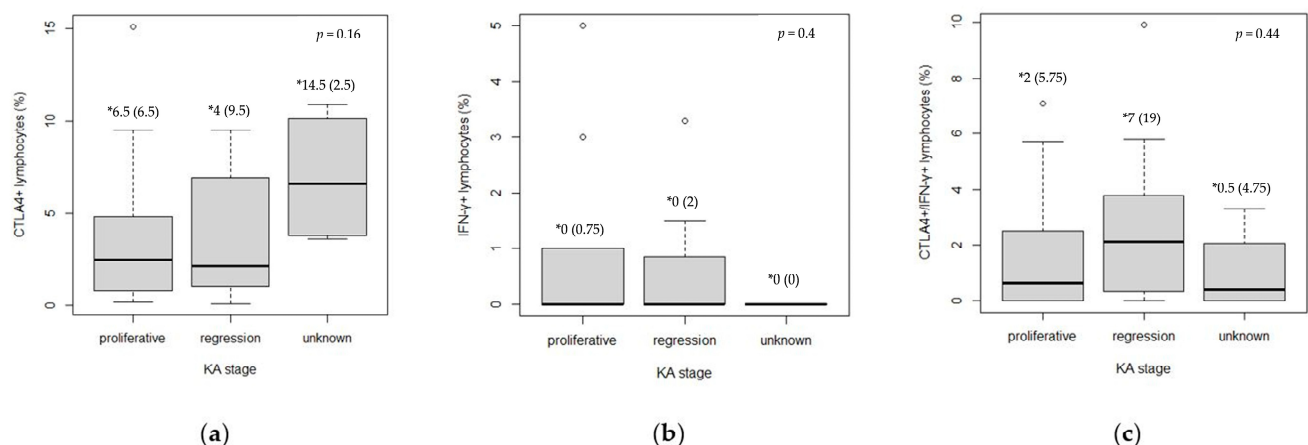 CTLA4+ lymphocytes (%)
15
10
5
0
p = 0.16
*6.5 (6.5)
*4 (9.5)
*14.5 (2.5)
proliferative
regression
unknown
KA stage
(a)
IFN-γ+ lymphocytes (%)
5
4
3
2
1
0
p = 0.4
*0 (0.75)
*0 (2)
*0 (0)
proliferative
regression
unknown
KA stage
(b)
CTLA4+/IFN-γ+ lymphocytes (%)
10
8
6
4
2
0
p = 0.44
*2 (5.75)
*7 (19)
*0.5 (4.75)
proliferative
regression
unknown
KA stage
(c)